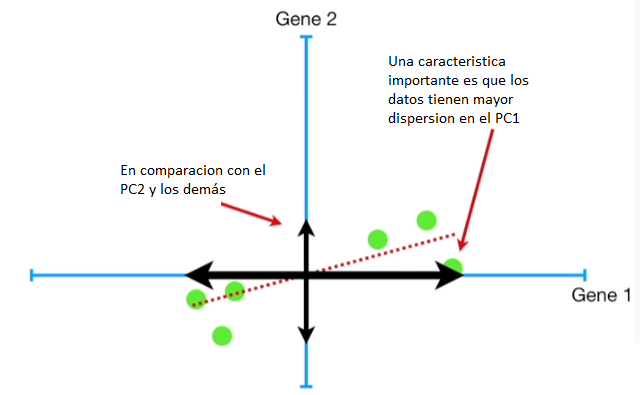 Gene 2
Una caracteristica
importante es que los
datos tienen mayor
dispersion en el PC1
En comparacion con el
PC2 y los demás
Gene 1